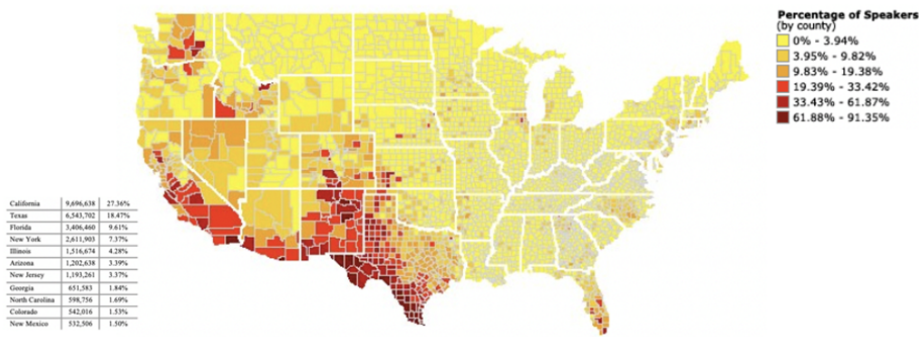 Percentage of Speakers
(by county)
0% - 3.94%
3.95% - 9.82%
9.83% - 19.38%
19.39% - 33.42%
33.43% - 61.87%
61.88% - 91.35%
California 9,696,638 27.36%
Texas 6,543,702 18.47%
Florida 3,406,460 9.61%
New York 2,611,903 7.37%
Illinois 1,516,674 4.28%
Arizona 1,202,638 3.39%
New Jersey 1,193,261 3.37%
Georgia 651,583 1.84%
North Carolina 598,756 1.69%
Colorado 542,016 1.53%
New Mexico 532,506 1.50%